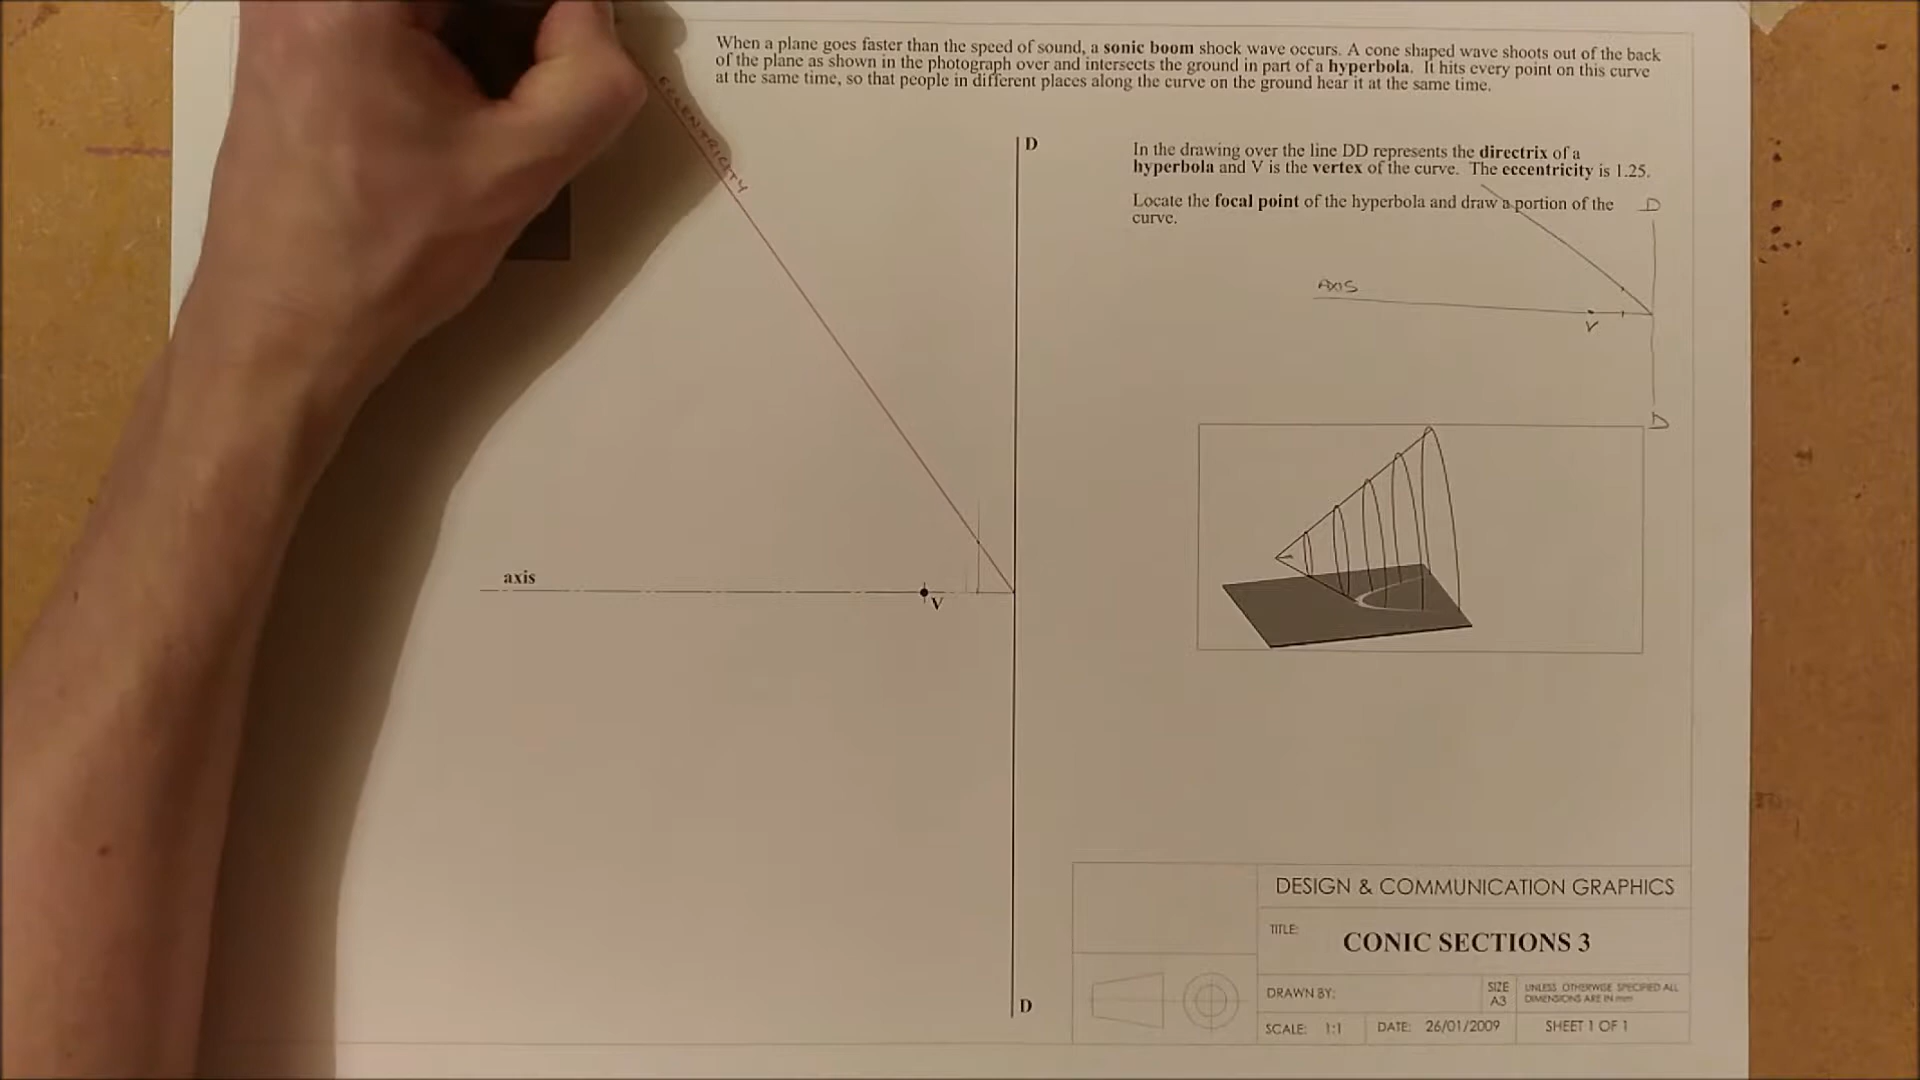 When a plane goes faster than the speed of sound, a sonic boom shock wave occurs. A cone shaped wave shoots out of the back
of the plane as shown in the photograph over and intersects the ground in part of a hyperbola. It hits every point on this curve
at the same time, so that people in different places along the curve on the ground hear it at the same time.
ECCENTRICITY
D
In the drawing over the line DD represents the directrix of a
hyperbola and V is the vertex of the curve. The eccentricity is 1.25.
Locate the focal point of the hyperbola and draw a portion of the
curve.
D
AXIS
V
D
axis
V
D
DESIGN & COMMUNICATION GRAPHICS
TITLE:
CONIC SECTIONS 3
DRAWN BY:
SIZE
A3
UNLESS OTHERWISE SPECIFIED ALL
DIMENSIONS ARE IN mm
SCALE: 1:1
DATE: 26/01/2009
SHEET 1 OF 1